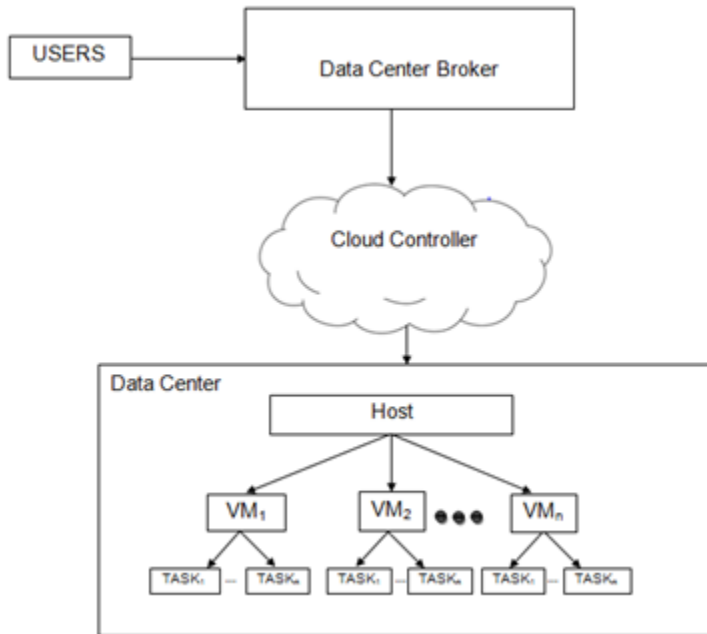 USERS
Data Center Broker
Cloud Controller
Data Center
Host
VM₁ VM₂ VMₙ
TASK₁ ... TASKₙ TASK₁ ... TASKₙ TASK₁ ... TASKₙ